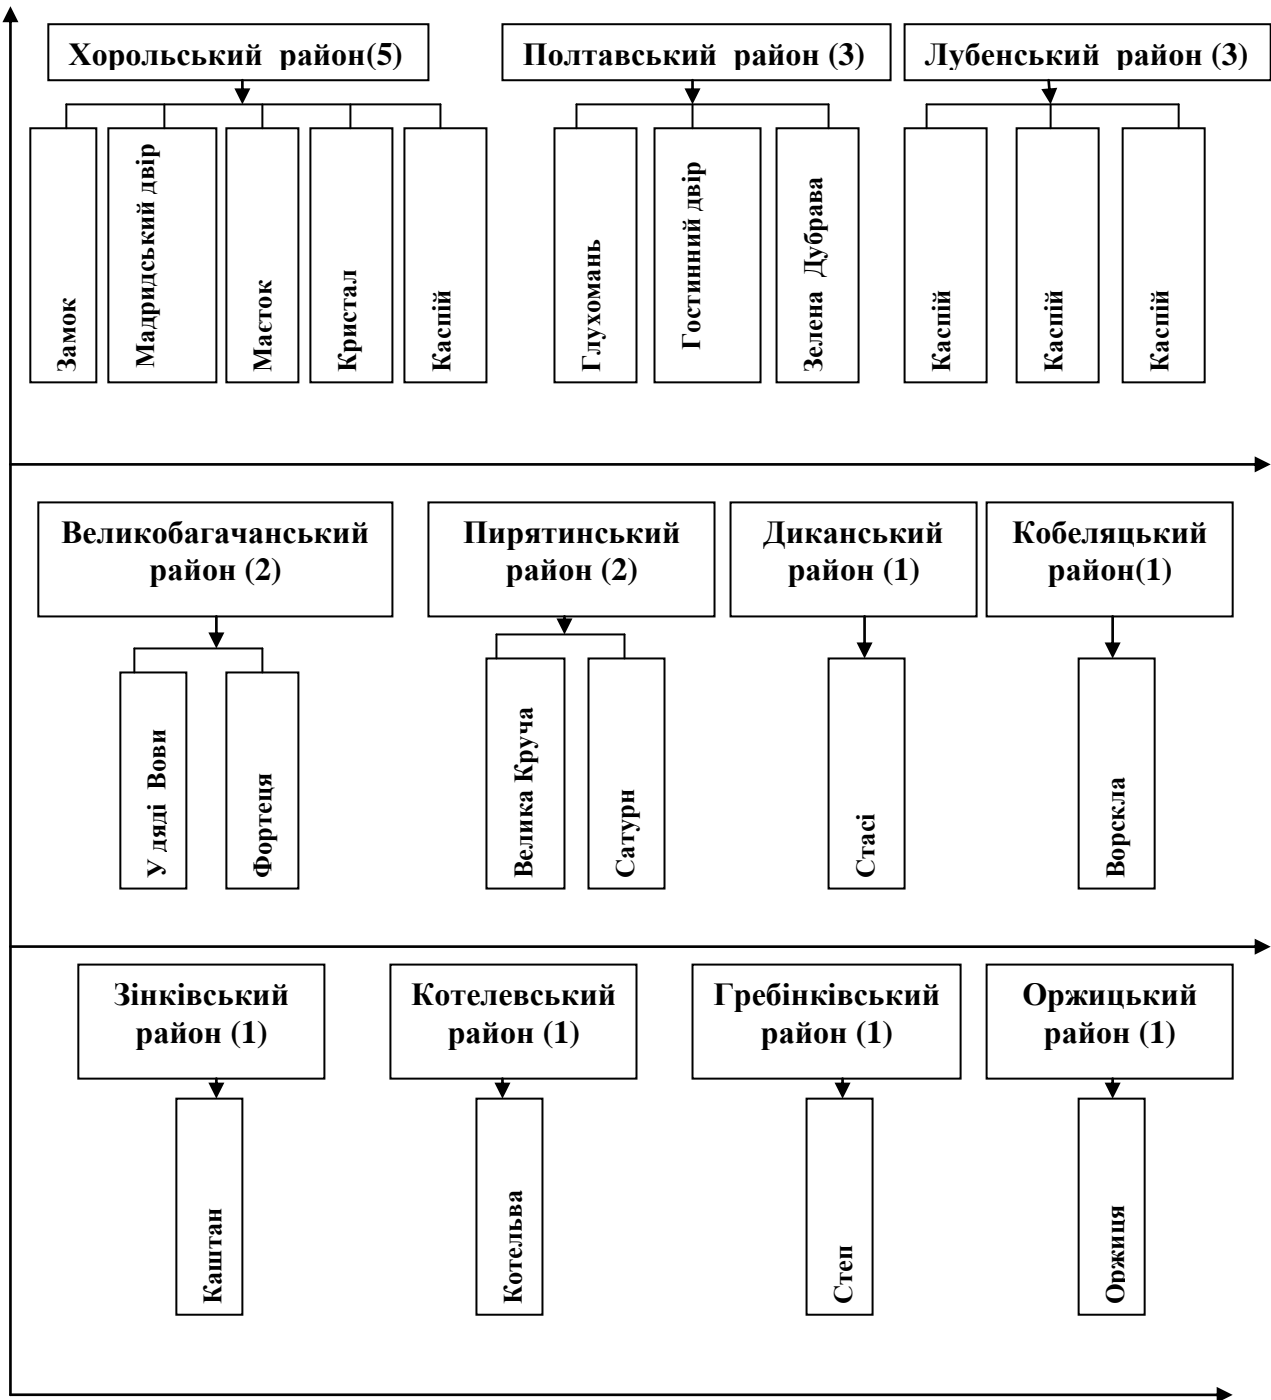 Хорольський район(5)
Полтавський район (3)
Лубенський район (3)
Замок
Мадридський двір
Маєток
Кристал
Каспій
Глухомань
Гостинний двір
Зелена Дубрава
Каспій
Каспій
Каспій
Великобагачанський
район (2)
Пирятинський
район (2)
Диканський
район (1)
Кобеляцький
район(1)
У дяді Вови
Фортеця
Велика Круча
Сатурн
Стасі
Ворскла
Зінківський
район (1)
Котелевський
район (1)
Гребінківський
район (1)
Оржицький
район (1)
Каштан
Котельва
Степ
Оржиця